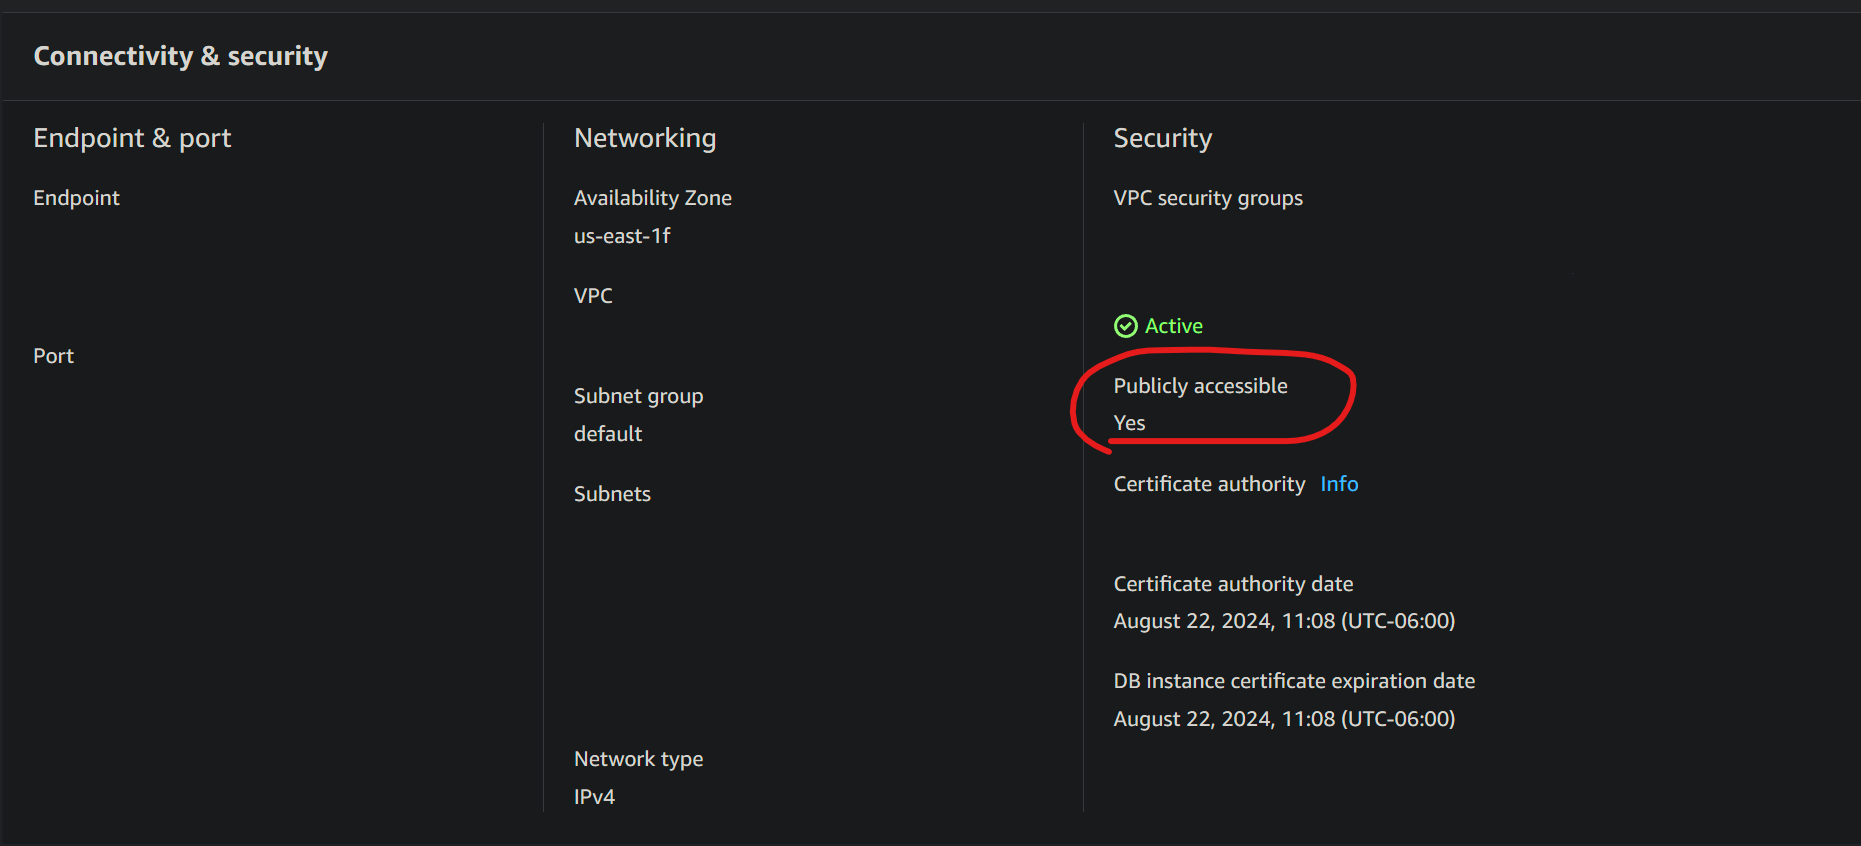 Connectivity & security
Endpoint & port
Endpoint
Port
Networking
Availability Zone
us-east-1f
VPC
Subnet group
default
Subnets
Network type
IPv4
Security
VPC security groups
Active
Publicly accessible
Yes
Certificate authority Info
Certificate authority date
August 22, 2024, 11:08 (UTC-06:00)
DB instance certificate expiration date
August 22, 2024, 11:08 (UTC-06:00)